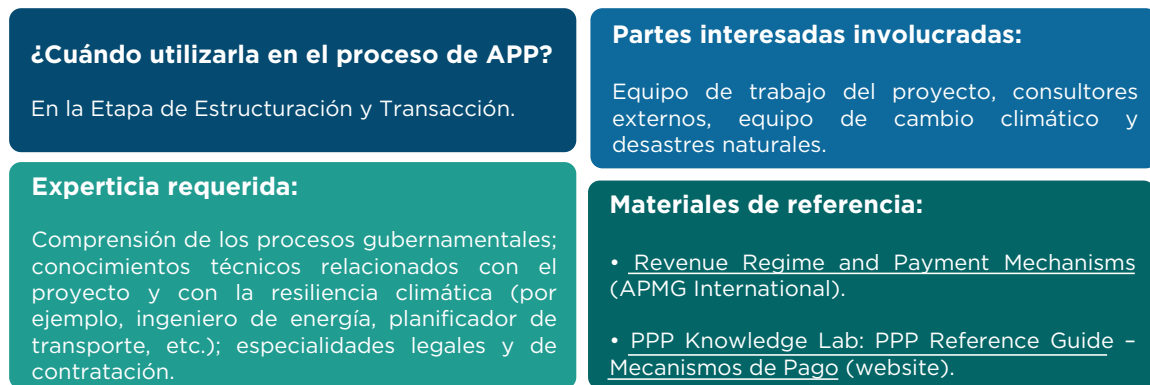 ¿Cuándo utilizarla en el proceso de APP?
En la Etapa de Estructuración y Transacción.
Partes interesadas involucradas:
Equipo de trabajo del proyecto, consultores
externos, equipo de cambio climático y
desastres naturales.
Experticia requerida:
Comprensión de los procesos gubernamentales;
conocimientos técnicos relacionados con el
proyecto y con la resiliencia climática (por
ejemplo, ingeniero de energía, planificador de
transporte, etc.); especialidades legales y de
contratación.
Materiales de referencia:
• Revenue Regime and Payment Mechanisms
(APMG International).
• PPP Knowledge Lab: PPP Reference Guide –
Mecanismos de Pago (website).